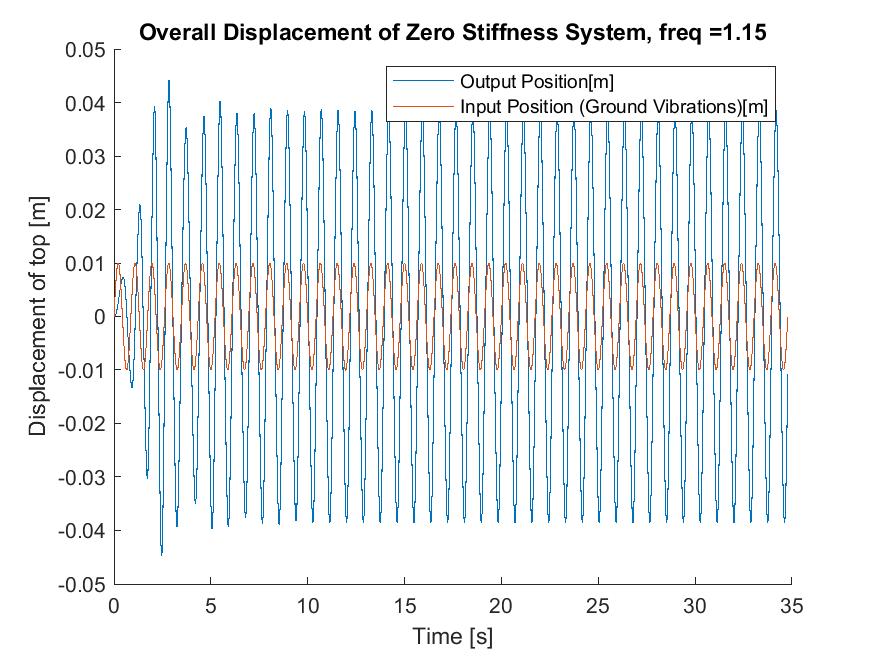 Overall Displacement of Zero Stiffness System, freq =1.15
Output Position[m]
Input Position (Ground Vibrations)[m]
Displacement of top [m]
0.05
0.04
0.03
0.02
0.01
0
-0.01
-0.02
-0.03
-0.04
-0.05
0 5 10 15 20 25 30 35
Time [s]